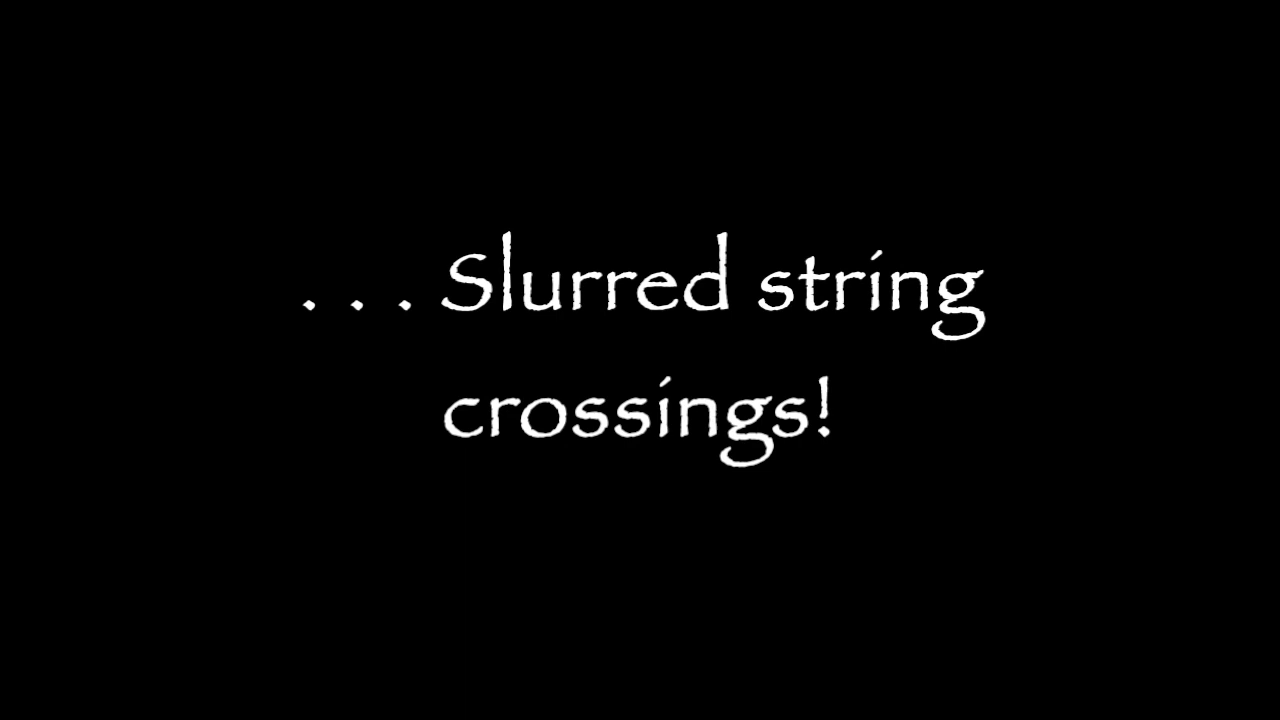 . . . Slurred string
crossings!